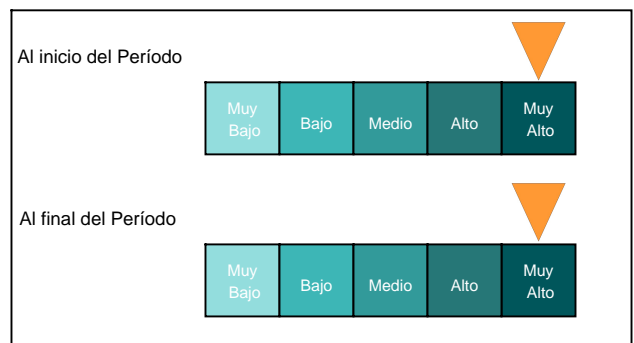 Al inicio del Período
Muy Bajo Bajo Medio Alto Muy Alto
Al final del Período
Muy Bajo Bajo Medio Alto Muy Alto